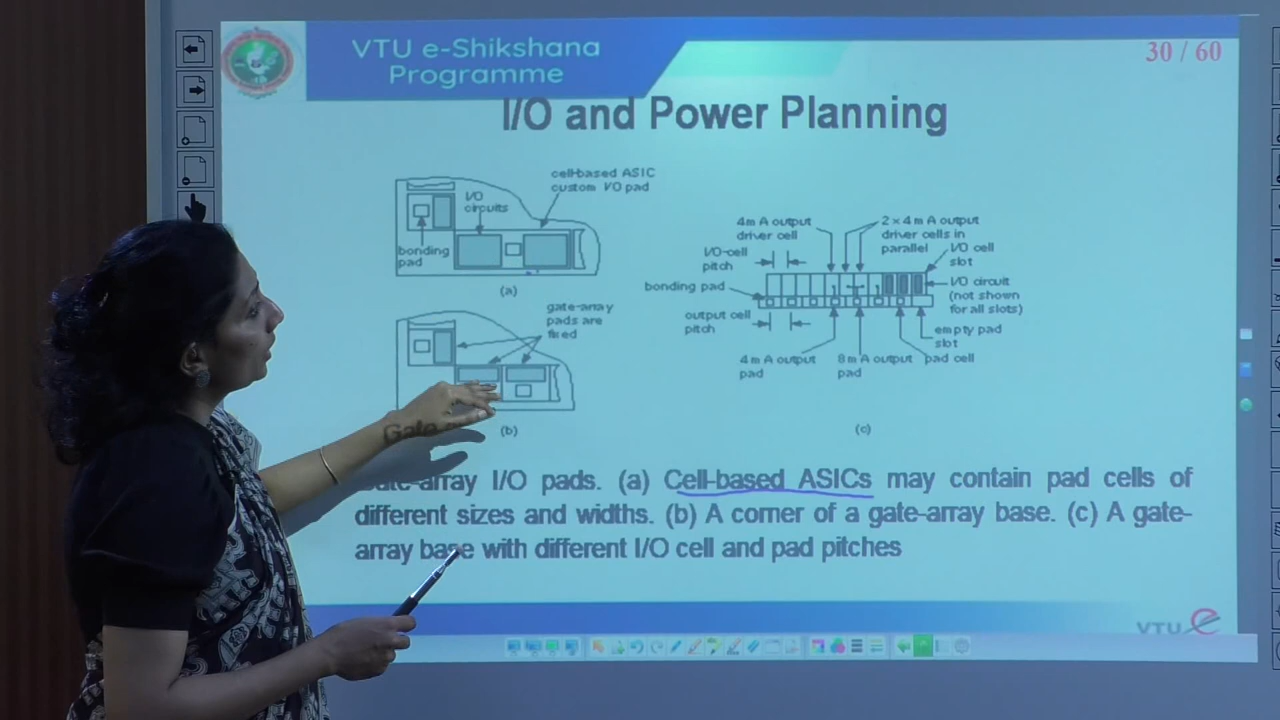 VTU e-Shikshana
Programme
30 / 60
I/O and Power Planning
cell-based ASIC
custom I/O pad
I/O
circuits
bonding
pad
(a)
gate-array
pads are
fixed
(b)
4mA output
driver cell
2 × 4 mA output
driver cells in
parallel
I/O cell
slot
I/O-cell
pitch
bonding pad
I/O circuit
(not shown
for all slots)
output cell
pitch
empty pad
slot
4mA output
pad
8mA output
pad
pad cell
(c)
Gate-array I/O pads. (a) Cell-based ASICs may contain pad cells of
different sizes and widths. (b) A corner of a gate-array base. (c) A gate-
array base with different I/O cell and pad pitches
VTU e